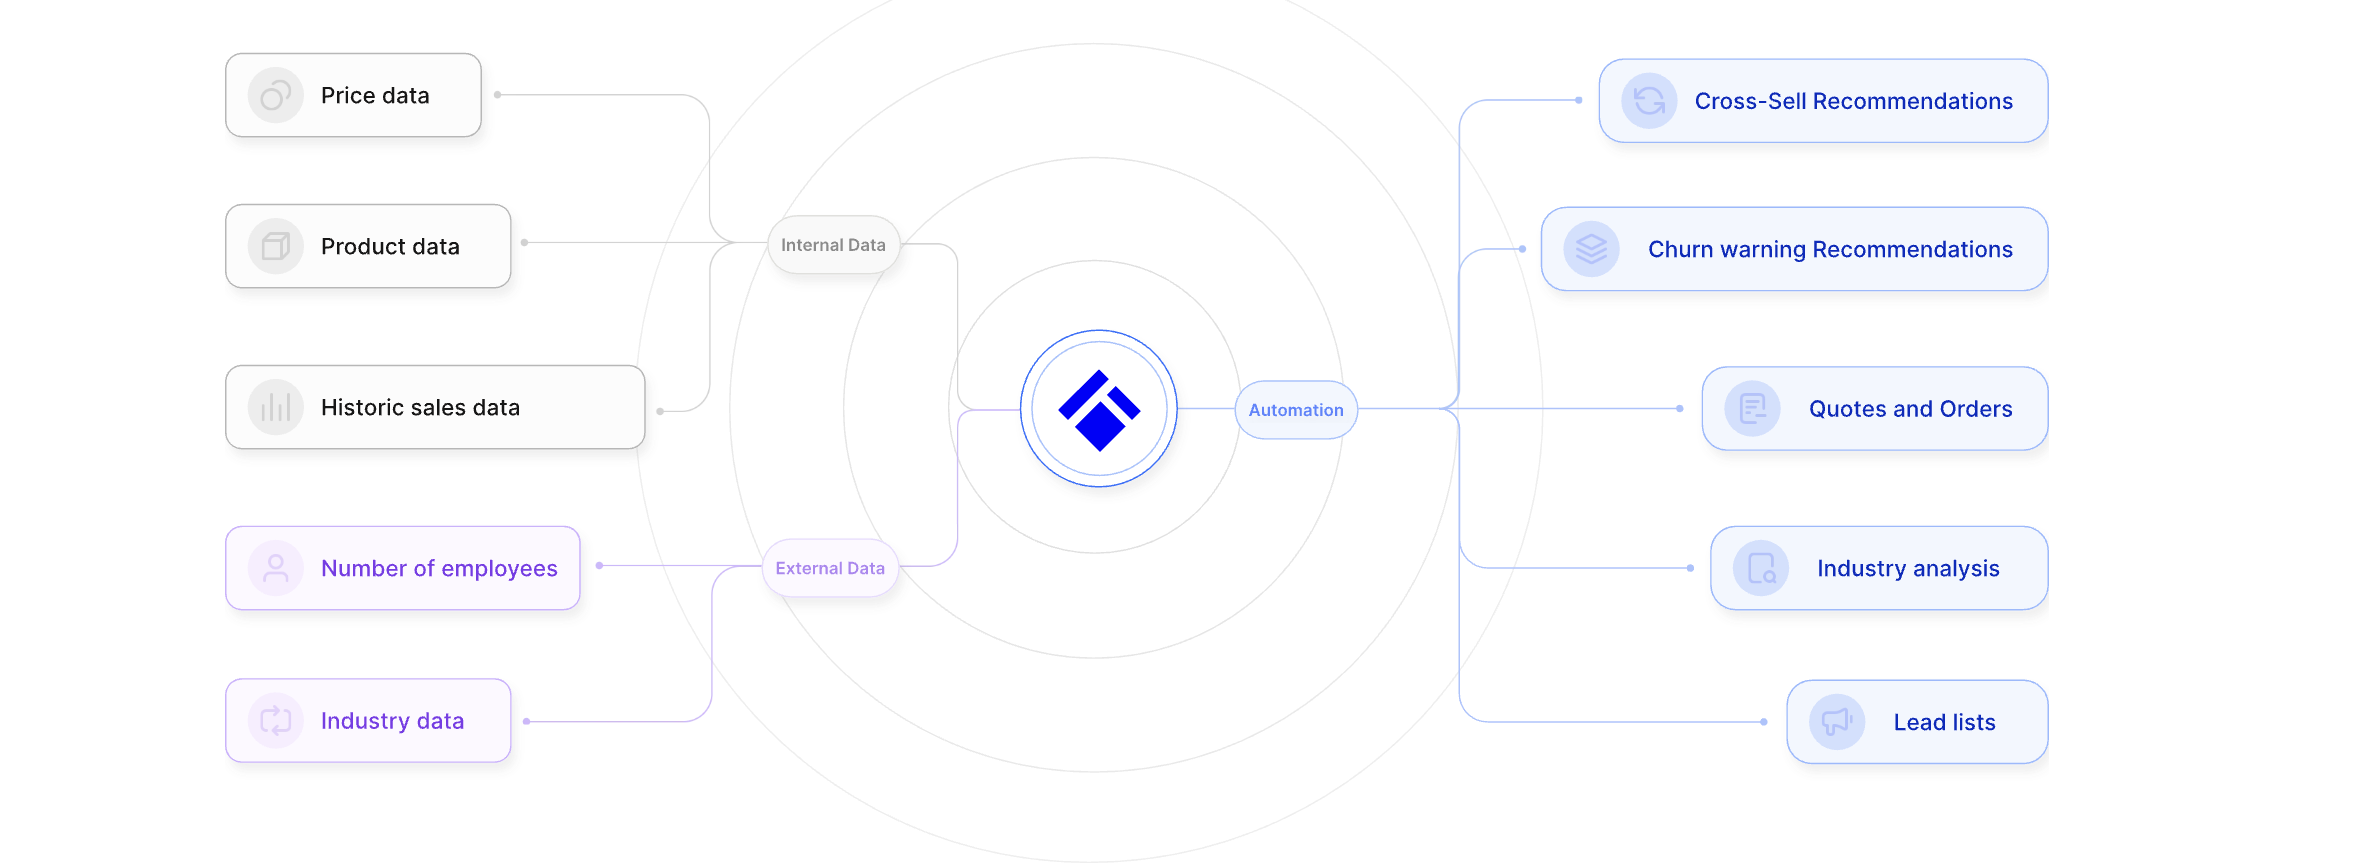 Price data
Product data
Historic sales data
Number of employees
Industry data
Internal Data
External Data
Automation
Cross-Sell Recommendations
Churn warning Recommendations
Quotes and Orders
Industry analysis
Lead lists